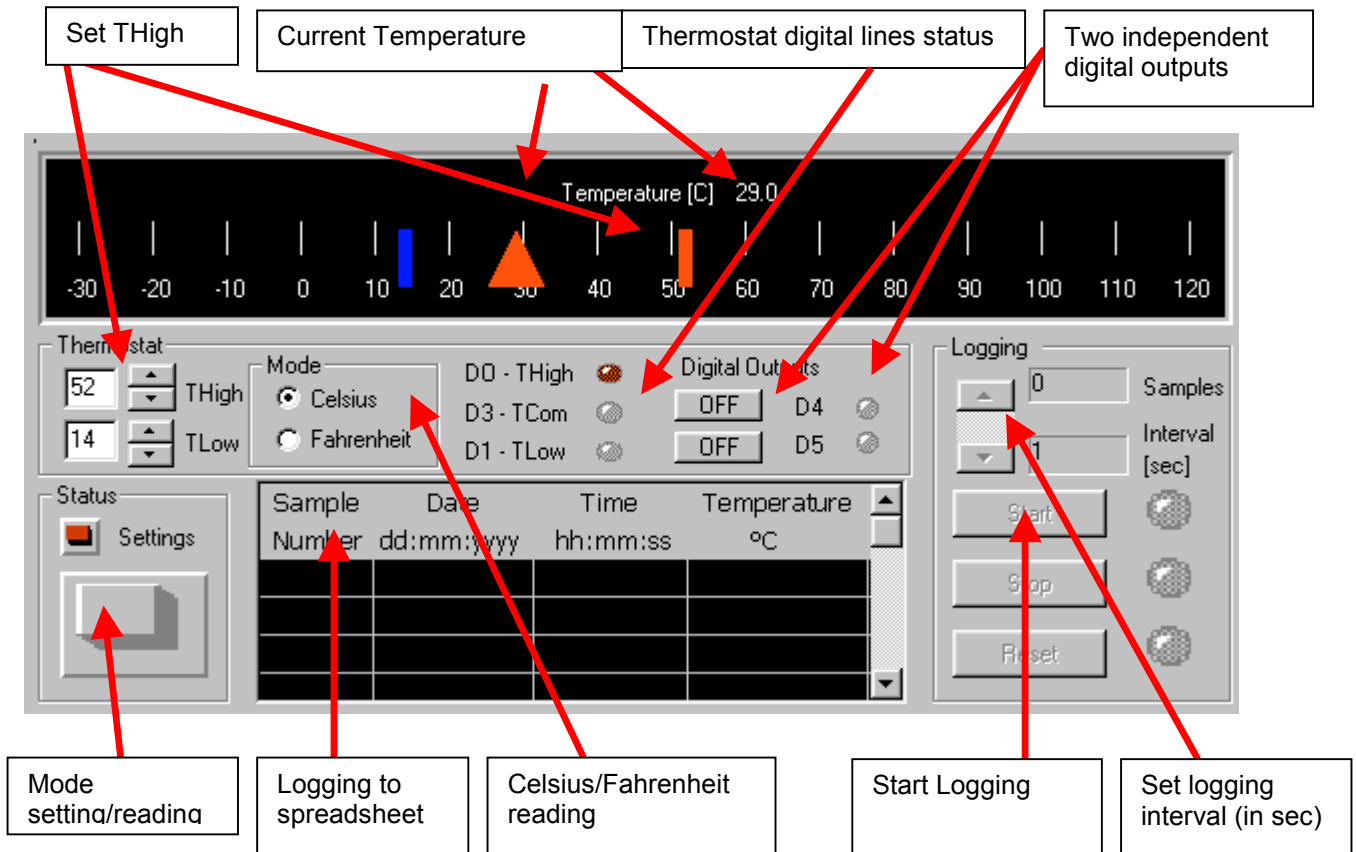 Set THigh
Current Temperature
Thermostat digital lines status
Two independent
digital outputs
Temperature [C] 29.0
-30 -20 -10 0 10 20 30 40 50 60 70 80 90 100 110 120
Thermostat
52 THigh
14 TLow
Mode
Celsius
Fahrenheit
D0 - THigh
D3 - TCom
D1 - TLow
Digital Outputs
OFF D4
OFF D5
Logging
0 Samples
1 Interval
[sec]
Start
Stop
Reset
Status
Settings
Sample Date Time Temperature
Number dd:mm:yyyy hh:mm:ss ºC
Mode
setting/reading
Logging to
spreadsheet
Celsius/Fahrenheit
reading
Start Logging
Set logging
interval (in sec)